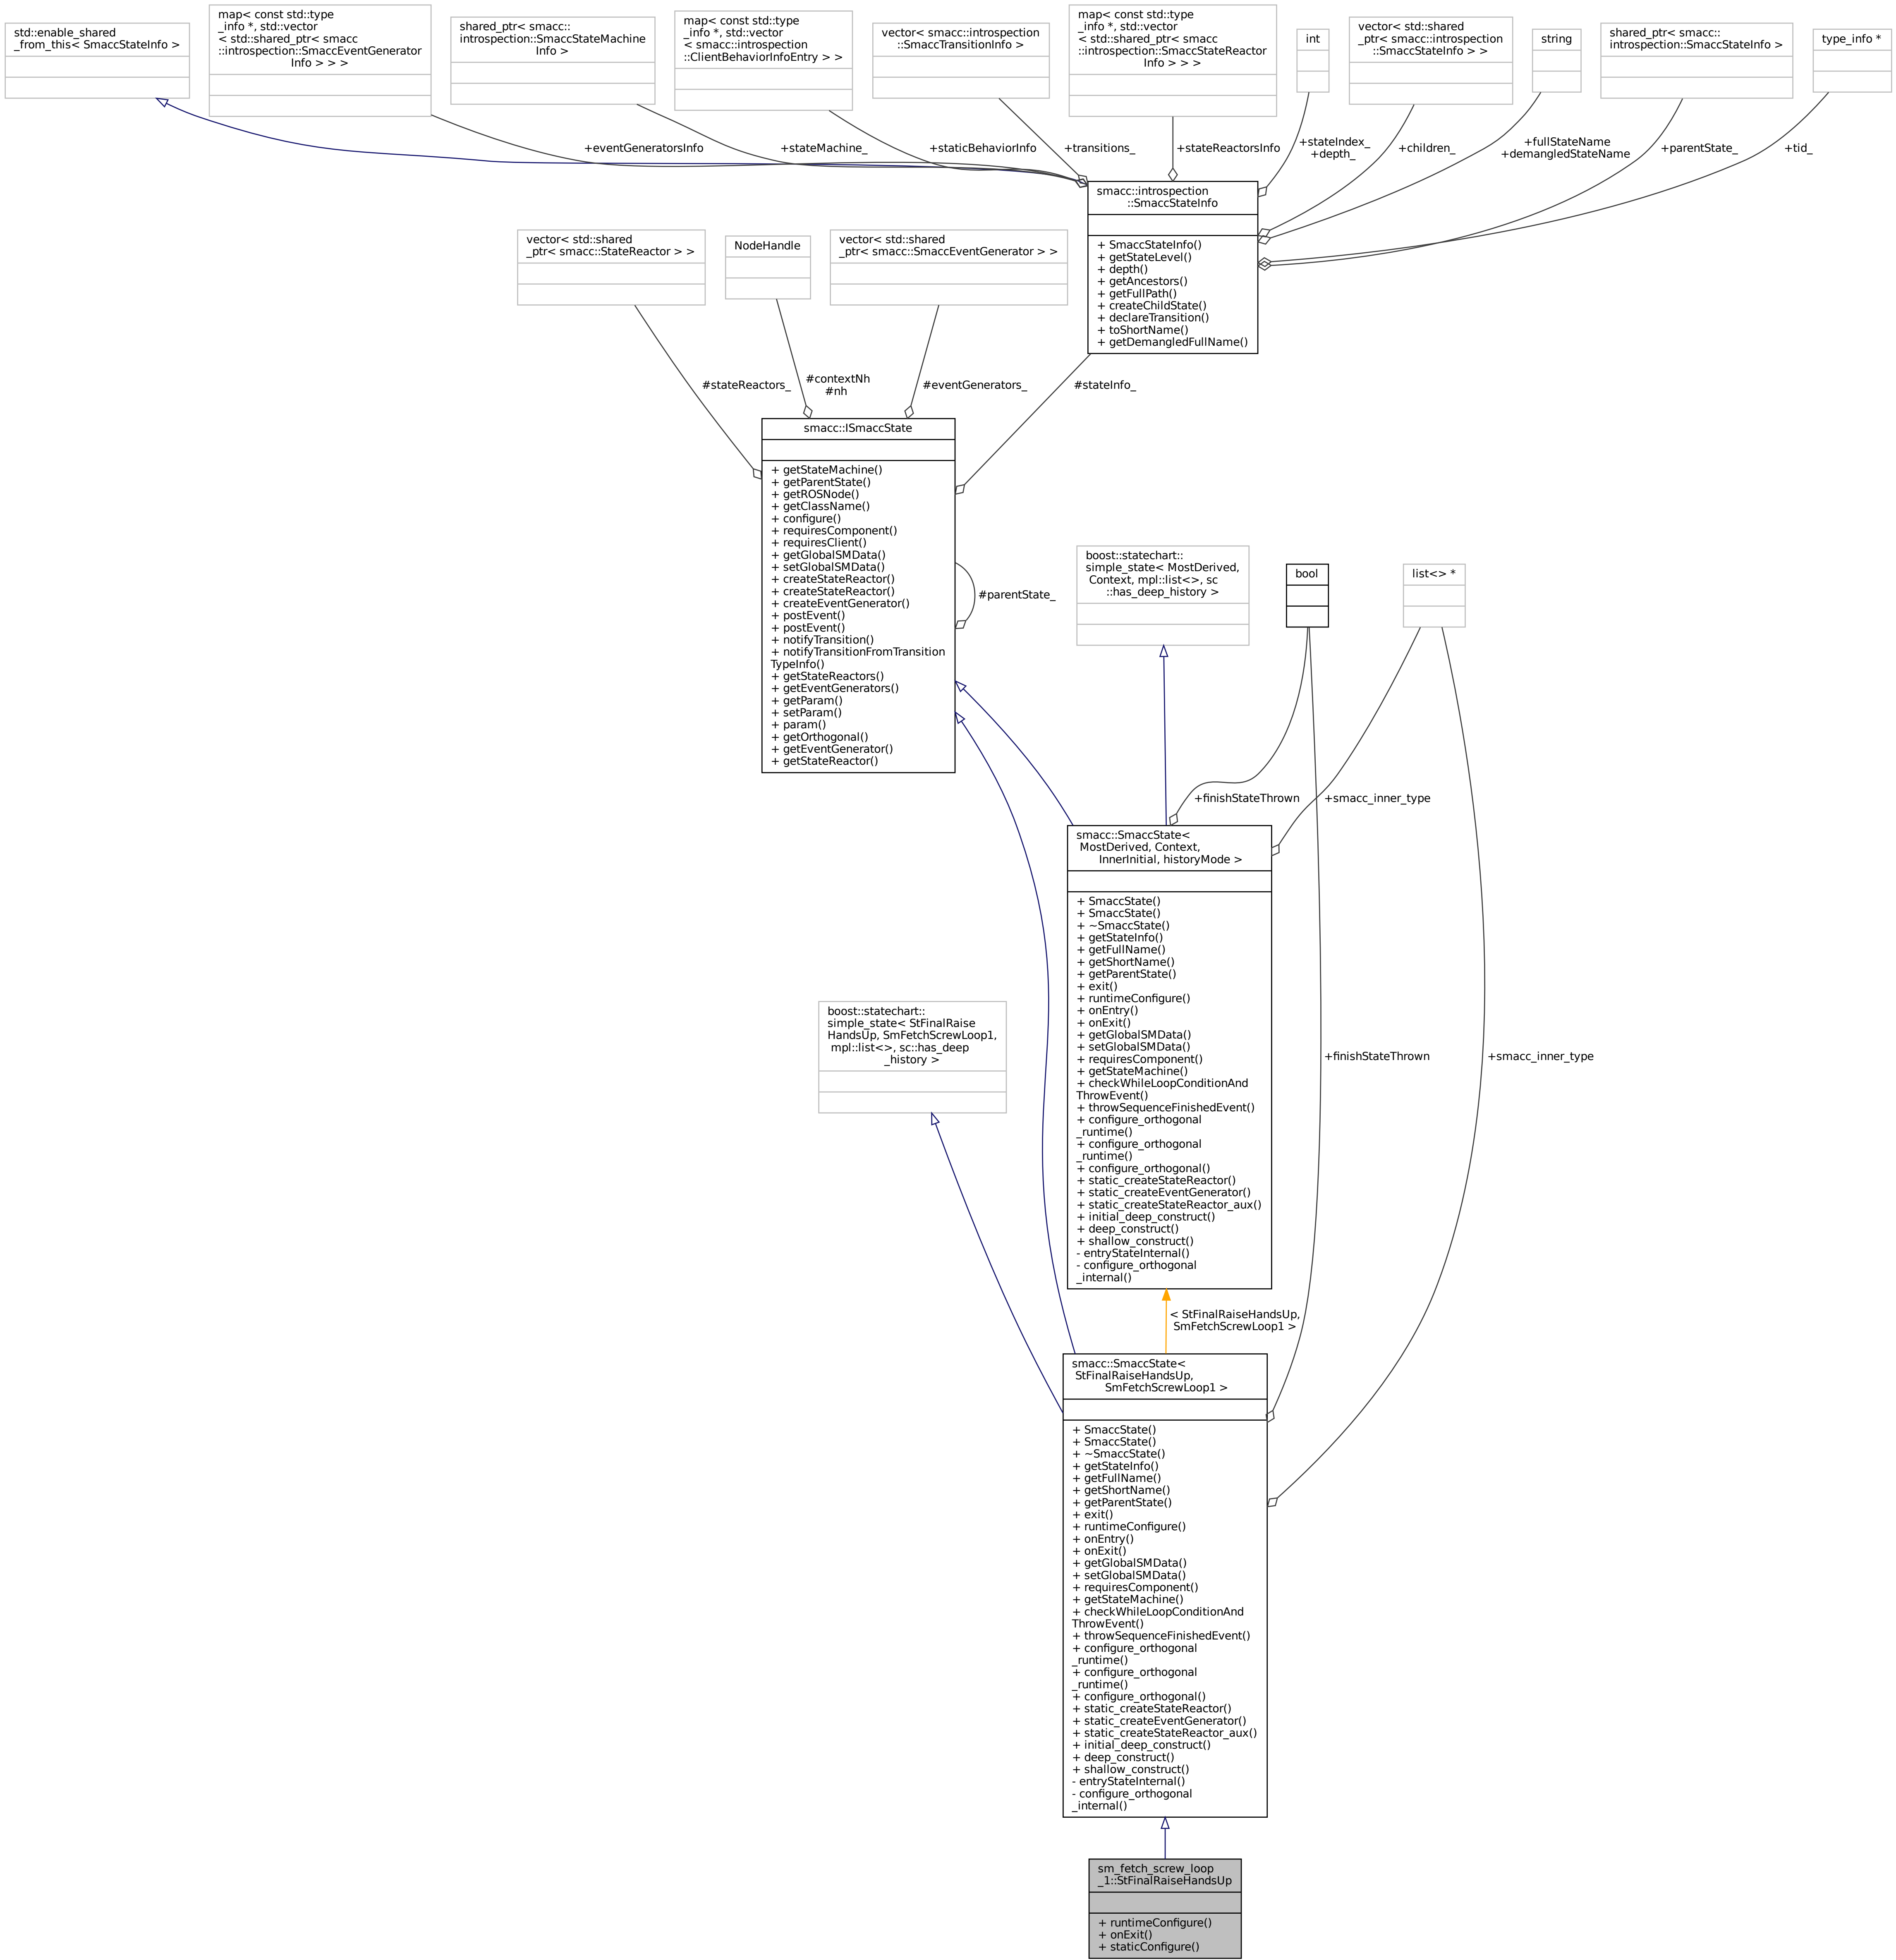 std::enable_shared
_from_this< SmaccStateInfo >
map< const std::type
_info *, std::vector
< std::shared_ptr< smacc
::introspection::SmaccEventGenerator
Info > > >
shared_ptr< smacc::
introspection::SmaccStateMachine
Info >
map< const std::type
_info *, std::vector
< smacc::introspection
::ClientBehaviorInfoEntry > >
vector< smacc::introspection
::SmaccTransitionInfo >
map< const std::type
_info *, std::vector
< std::shared_ptr< smacc
::introspection::SmaccStateReactor
Info > > >
int
vector< std::shared
_ptr< smacc::introspection
::SmaccStateInfo > >
string
shared_ptr< smacc::
introspection::SmaccStateInfo >
type_info *
+eventGeneratorsInfo
+stateMachine_
+staticBehaviorInfo
+transitions_
+stateReactorsInfo
+stateIndex_
+depth_
+children_
+fullStateName
+demangledStateName
+parentState_
+tid_
smacc::introspection
::SmaccStateInfo
+ SmaccStateInfo()
+ getStateLevel()
+ depth()
+ getAncestors()
+ getFullPath()
+ createChildState()
+ declareTransition()
+ toShortName()
+ getDemangledFullName()
vector< std::shared
_ptr< smacc::StateReactor > >
NodeHandle
vector< std::shared
_ptr< smacc::SmaccEventGenerator > >
#stateReactors_
#contextNh
#nh
#eventGenerators_
#stateInfo_
smacc::ISmaccState
+ getStateMachine()
+ getParentState()
+ getROSNode()
+ getClassName()
+ configure()
+ requiresComponent()
+ requiresClient()
+ getGlobalSMData()
+ setGlobalSMData()
+ createStateReactor()
+ createStateReactor()
+ createEventGenerator()
+ postEvent()
+ postEvent()
+ notifyTransition()
+ notifyTransitionFromTransition
TypeInfo()
+ getStateReactors()
+ getEventGenerators()
+ getParam()
+ setParam()
+ param()
+ getOrthogonal()
+ getEventGenerator()
+ getStateReactor()
#parentState_
boost::statechart::
simple_state< MostDerived,
Context, mpl::list<>, sc
::has_deep_history >
bool
list<> *
+finishStateThrown
+smacc_inner_type
smacc::SmaccState<
MostDerived, Context,
InnerInitial, historyMode >
+ SmaccState()
+ SmaccState()
+ ~SmaccState()
+ getStateInfo()
+ getFullName()
+ getShortName()
+ getParentState()
+ exit()
+ runtimeConfigure()
+ onEntry()
+ onExit()
+ getGlobalSMData()
+ setGlobalSMData()
+ requiresComponent()
+ getStateMachine()
+ checkWhileLoopConditionAnd
ThrowEvent()
+ throwSequenceFinishedEvent()
+ configure_orthogonal
_runtime()
+ configure_orthogonal
_runtime()
+ configure_orthogonal()
+ static_createStateReactor()
+ static_createEventGenerator()
+ static_createStateReactor_aux()
+ initial_deep_construct()
+ deep_construct()
+ shallow_construct()
- entryStateInternal()
- configure_orthogonal
_internal()
boost::statechart::
simple_state< StFinalRaise
HandsUp, SmFetchScrewLoop1,
mpl::list<>, sc::has_deep
_history >
+finishStateThrown
+smacc_inner_type
< StFinalRaiseHandsUp,
SmFetchScrewLoop1 >
smacc::SmaccState<
StFinalRaiseHandsUp,
SmFetchScrewLoop1 >
+ SmaccState()
+ SmaccState()
+ ~SmaccState()
+ getStateInfo()
+ getFullName()
+ getShortName()
+ getParentState()
+ exit()
+ runtimeConfigure()
+ onEntry()
+ onExit()
+ getGlobalSMData()
+ setGlobalSMData()
+ requiresComponent()
+ getStateMachine()
+ checkWhileLoopConditionAnd
ThrowEvent()
+ throwSequenceFinishedEvent()
+ configure_orthogonal
_runtime()
+ configure_orthogonal
_runtime()
+ configure_orthogonal()
+ static_createStateReactor()
+ static_createEventGenerator()
+ static_createStateReactor_aux()
+ initial_deep_construct()
+ deep_construct()
+ shallow_construct()
- entryStateInternal()
- configure_orthogonal
_internal()
sm_fetch_screw_loop
_1::StFinalRaiseHandsUp
+ runtimeConfigure()
+ onExit()
+ staticConfigure()